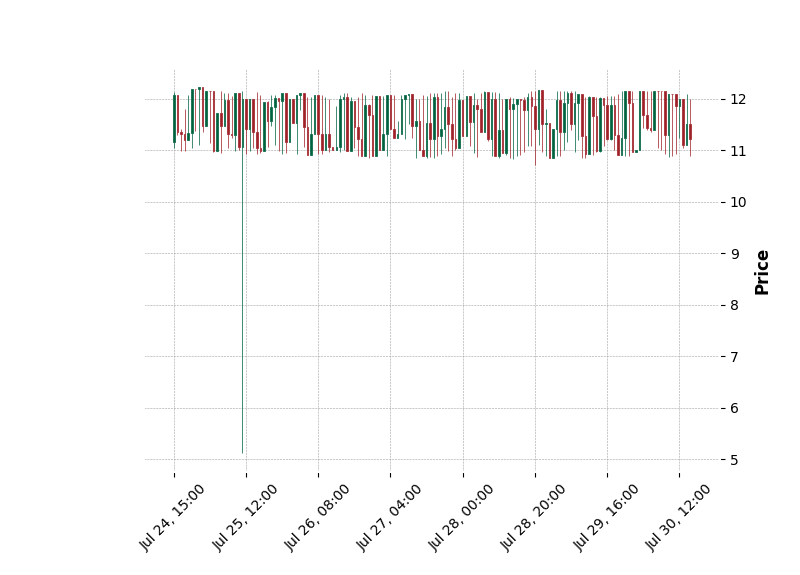 12
11
10
9
8
7
6
5
Price
Jul 24, 15:00
Jul 25, 12:00
Jul 26, 08:00
Jul 27, 04:00
Jul 28, 00:00
Jul 28, 20:00
Jul 29, 16:00
Jul 30, 12:00